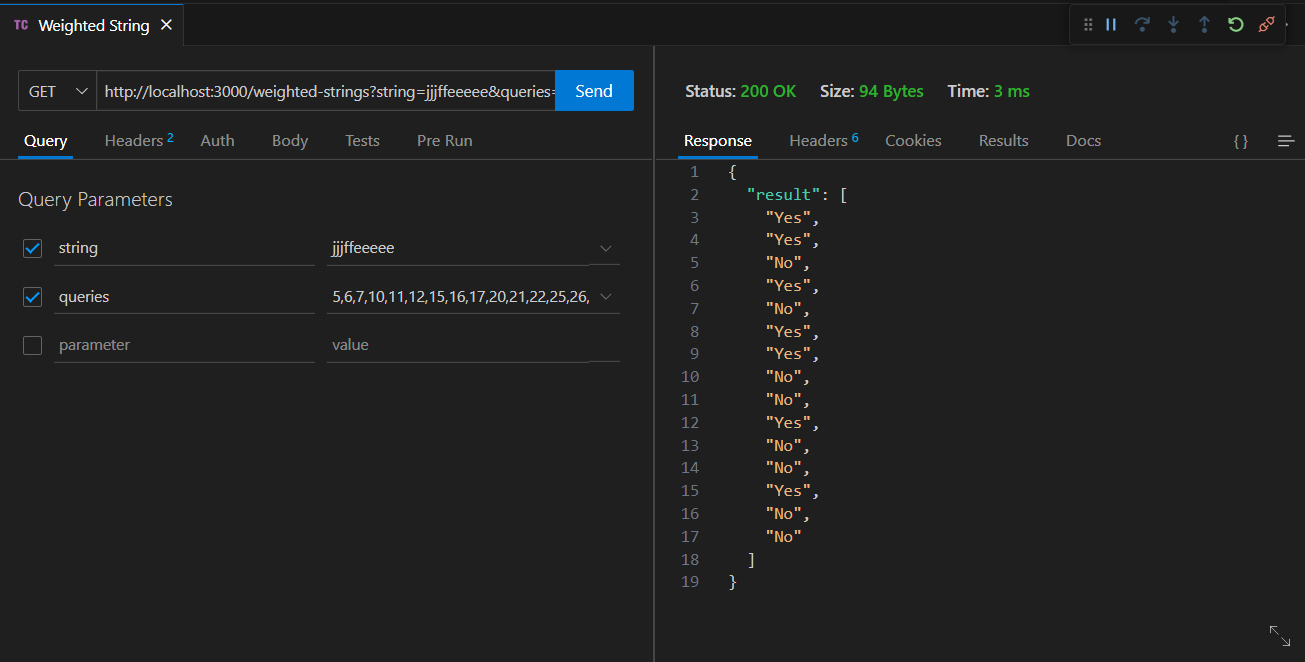 TC Weighted String ✕
GET http://localhost:3000/weighted-strings?string=jjjffeeeee&queries= Send
Query Headers 2 Auth Body Tests Pre Run
Query Parameters
string jjjffeeeee
queries 5,6,7,10,11,12,15,16,17,20,21,22,25,26,
parameter value
Status: 200 OK Size: 94 Bytes Time: 3 ms
Response Headers 6 Cookies Results Docs { }
1 {
2 "result": [
3 "Yes",
4 "Yes",
5 "No",
6 "Yes",
7 "No",
8 "Yes",
9 "Yes",
10 "No",
11 "No",
12 "Yes",
13 "No",
14 "No",
15 "Yes",
16 "No",
17 "No"
18 ]
19 }